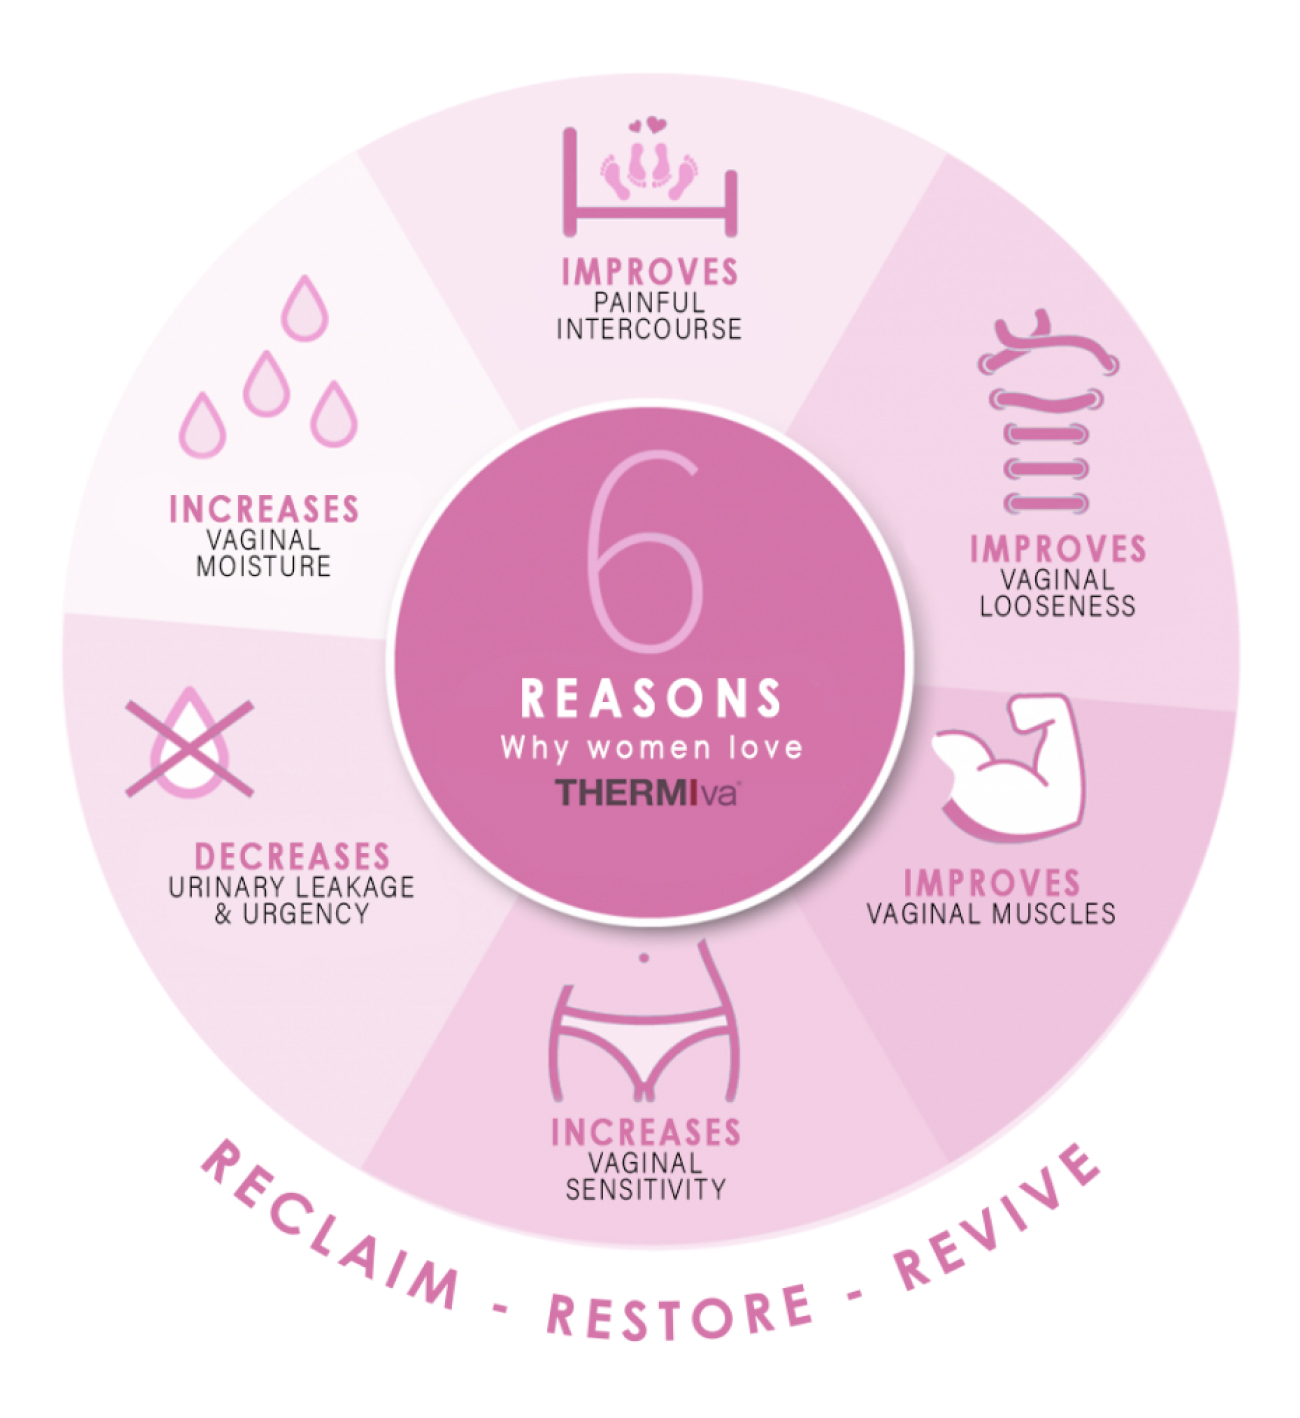 6
REASONS
Why women love
THERMIva
IMPROVES
PAINFUL
INTERCOURSE
IMPROVES
VAGINAL
LOOSENESS
IMPROVES
VAGINAL MUSCLES
INCREASES
VAGINAL
SENSITIVITY
DECREASES
URINARY LEAKAGE
& URGENCY
INCREASES
VAGINAL
MOISTURE
RECLAIM - RESTORE - REVIVE